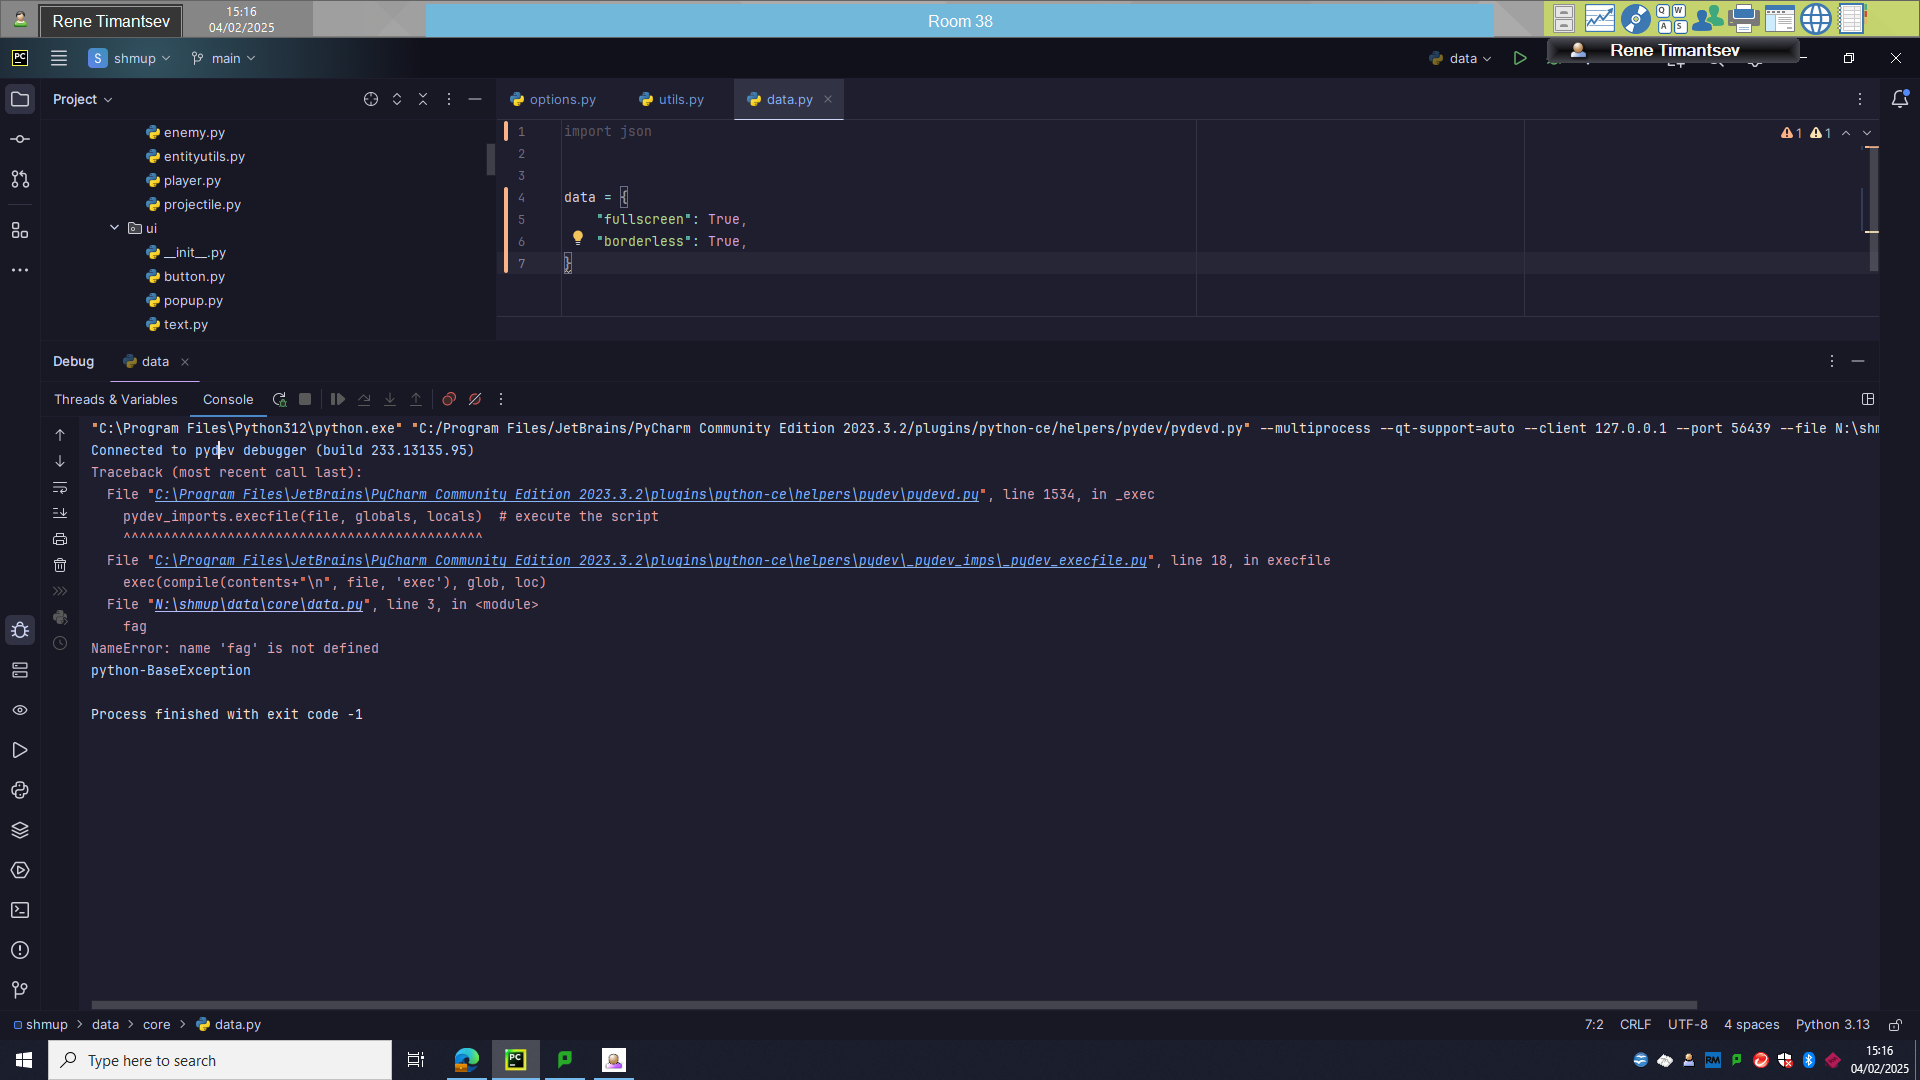 Rene Timantsev
15:16
04/02/2025
Room 38
Rene Timantsev
S shmup
main
data
Project
options.py
utils.py
data.py
enemy.py
entityutils.py
player.py
projectile.py
ui
__init__.py
button.py
popup.py
text.py
1 import json
2
3
4 data = {
5 "fullscreen": True,
6 "borderless": True,
7 }
1 1
Debug
data
Threads & Variables
Console
"C:\Program Files\Python312\python.exe" "C:/Program Files/JetBrains/PyCharm Community Edition 2023.3.2/plugins/python-ce/helpers/pydev/pydevd.py" --multiprocess --qt-support=auto --client 127.0.0.1 --port 56439 --file N:\shm
Connected to pydev debugger (build 233.13135.95)
Traceback (most recent call last):
File "C:\Program Files\JetBrains\PyCharm Community Edition 2023.3.2\plugins\python-ce\helpers\pydev\pydevd.py", line 1534, in _exec
pydev_imports.execfile(file, globals, locals)  # execute the script
^^^^^^^^^^^^^^^^^^^^^^^^^^^^^^^^^^^^^^^^^^^^^
File "C:\Program Files\JetBrains\PyCharm Community Edition 2023.3.2\plugins\python-ce\helpers\pydev\_pydev_imps\_pydev_execfile.py", line 18, in execfile
exec(compile(contents+"\n", file, 'exec'), glob, loc)
File "N:\shmup\data\core\data.py", line 3, in <module>
fag
NameError: name 'fag' is not defined
python-BaseException
Process finished with exit code -1
shmup > data > core > data.py
7:2 CRLF UTF-8 4 spaces Python 3.13
Type here to search
15:16
04/02/2025